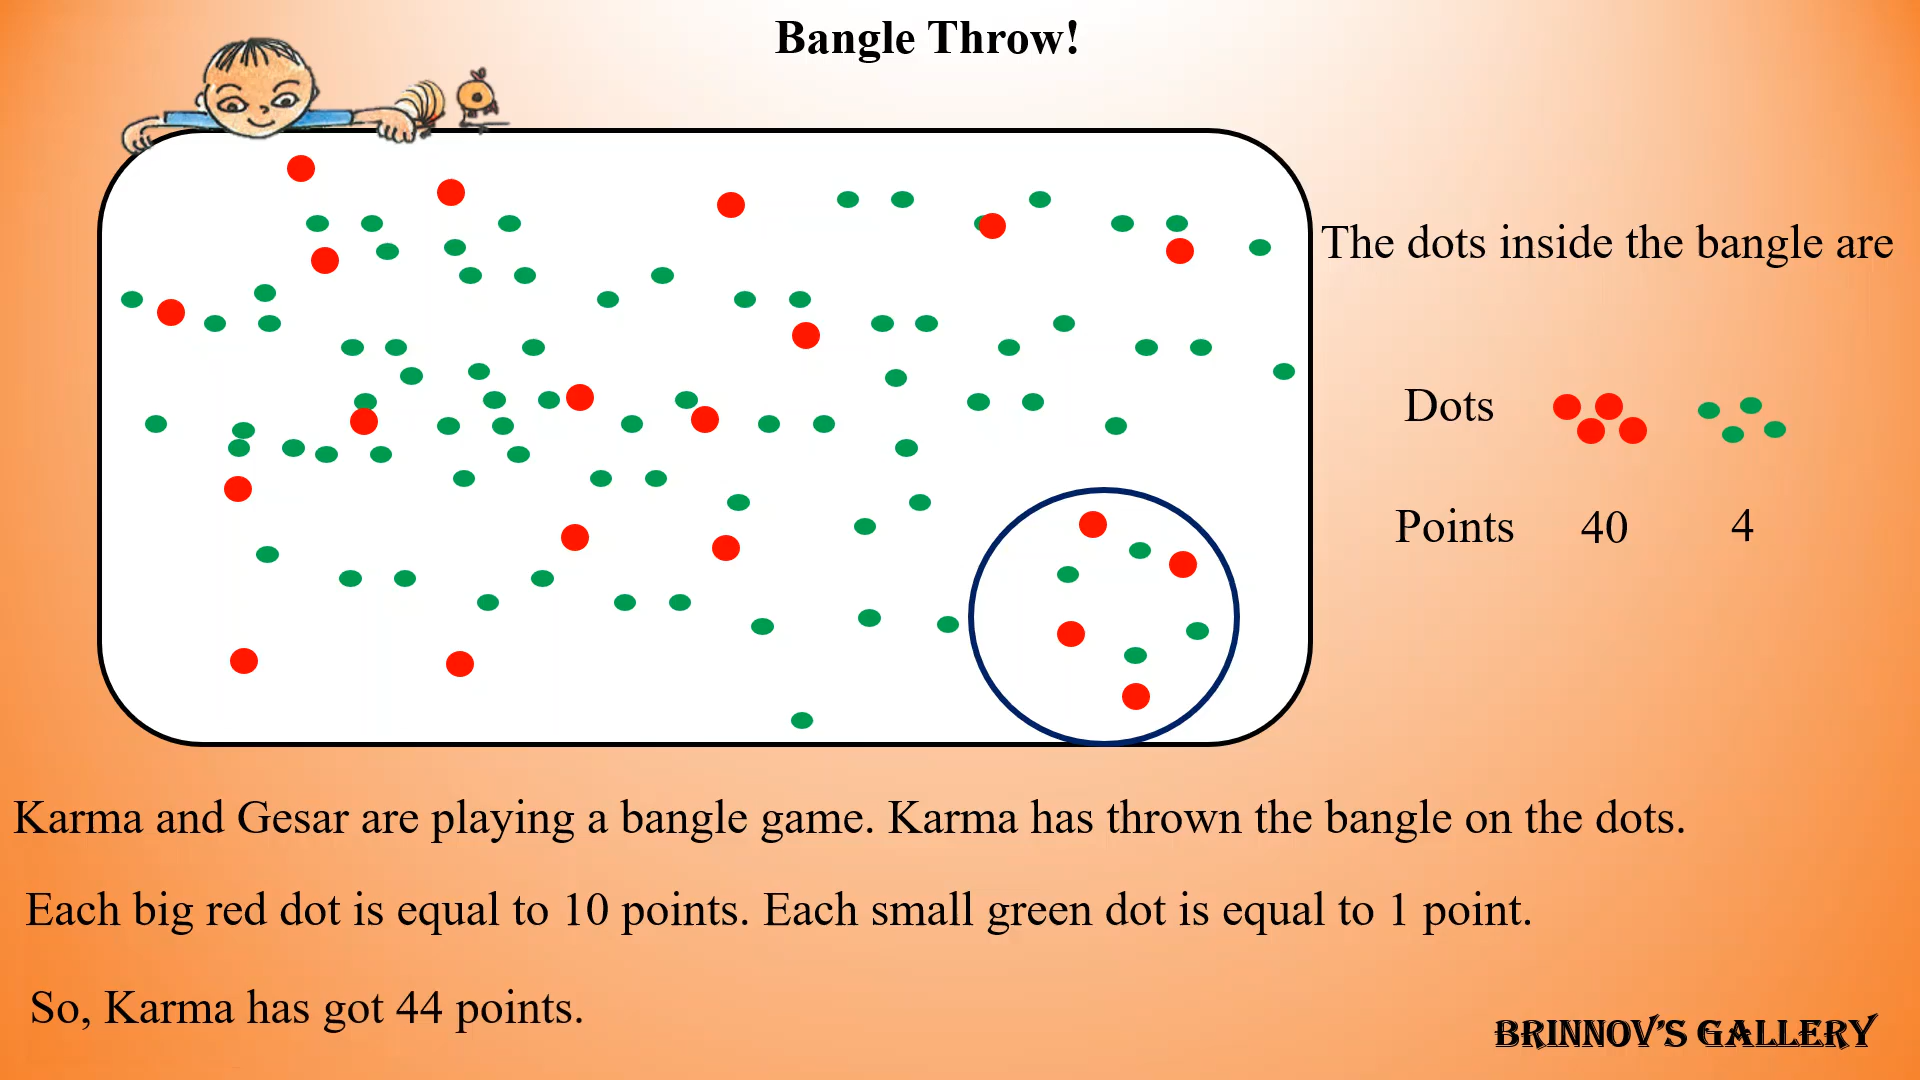 Bangle Throw!
The dots inside the bangle are
Dots
Points 40 4
Karma and Gesar are playing a bangle game. Karma has thrown the bangle on the dots.
Each big red dot is equal to 10 points. Each small green dot is equal to 1 point.
So, Karma has got 44 points.
BRINNOV'S GALLERY